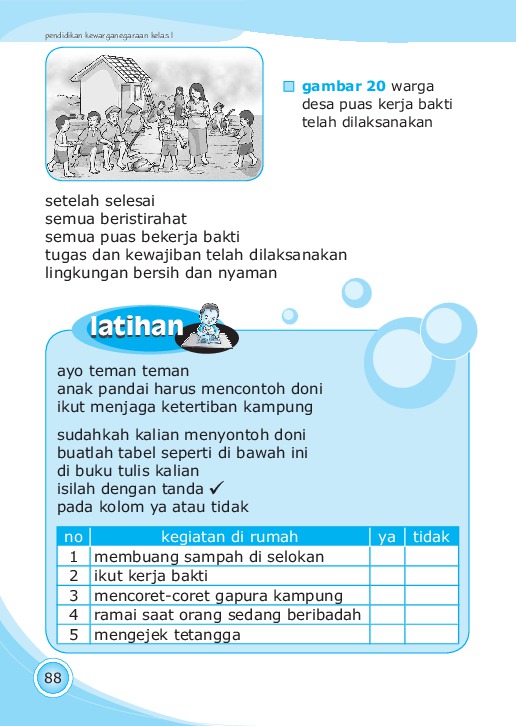 pendidikan kewarganegaraan kelas I
gambar 20 warga
desa puas kerja bakti
telah dilaksanakan
setelah selesai
semua beristirahat
semua puas bekerja bakti
tugas dan kewajiban telah dilaksanakan
lingkungan bersih dan nyaman
latihan
ayo teman teman
anak pandai harus mencontoh doni
ikut menjaga ketertiban kampung
sudahkah kalian menyontoh doni
buatlah tabel seperti di bawah ini
di buku tulis kalian
isilah dengan tanda ✓
pada kolom ya atau tidak
no kegiatan di rumah ya tidak
1 membuang sampah di selokan
2 ikut kerja bakti
3 mencoret-coret gapura kampung
4 ramai saat orang sedang beribadah
5 mengejek tetangga
88